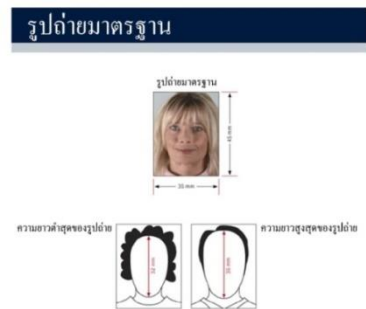 รูปถ่ายมาตรฐาน
รูปถ่ายมาตรฐาน
45 mm
35 mm
ความยาวต่ำสุดของรูปถ่าย
ความยาวสูงสุดของรูปถ่าย
36 mm